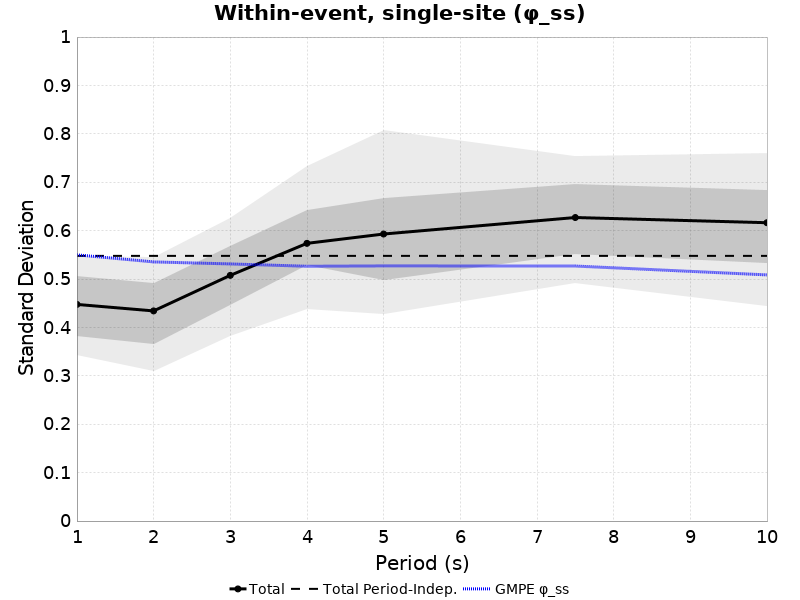 Within-event, single-site (φ_ss)
1
0.9
0.8
0.7
0.6
0.5
0.4
0.3
0.2
0.1
0
Standard Deviation
1 2 3 4 5 6 7 8 9 10
Period (s)
Total Total Period-Indep. GMPE φ_ss